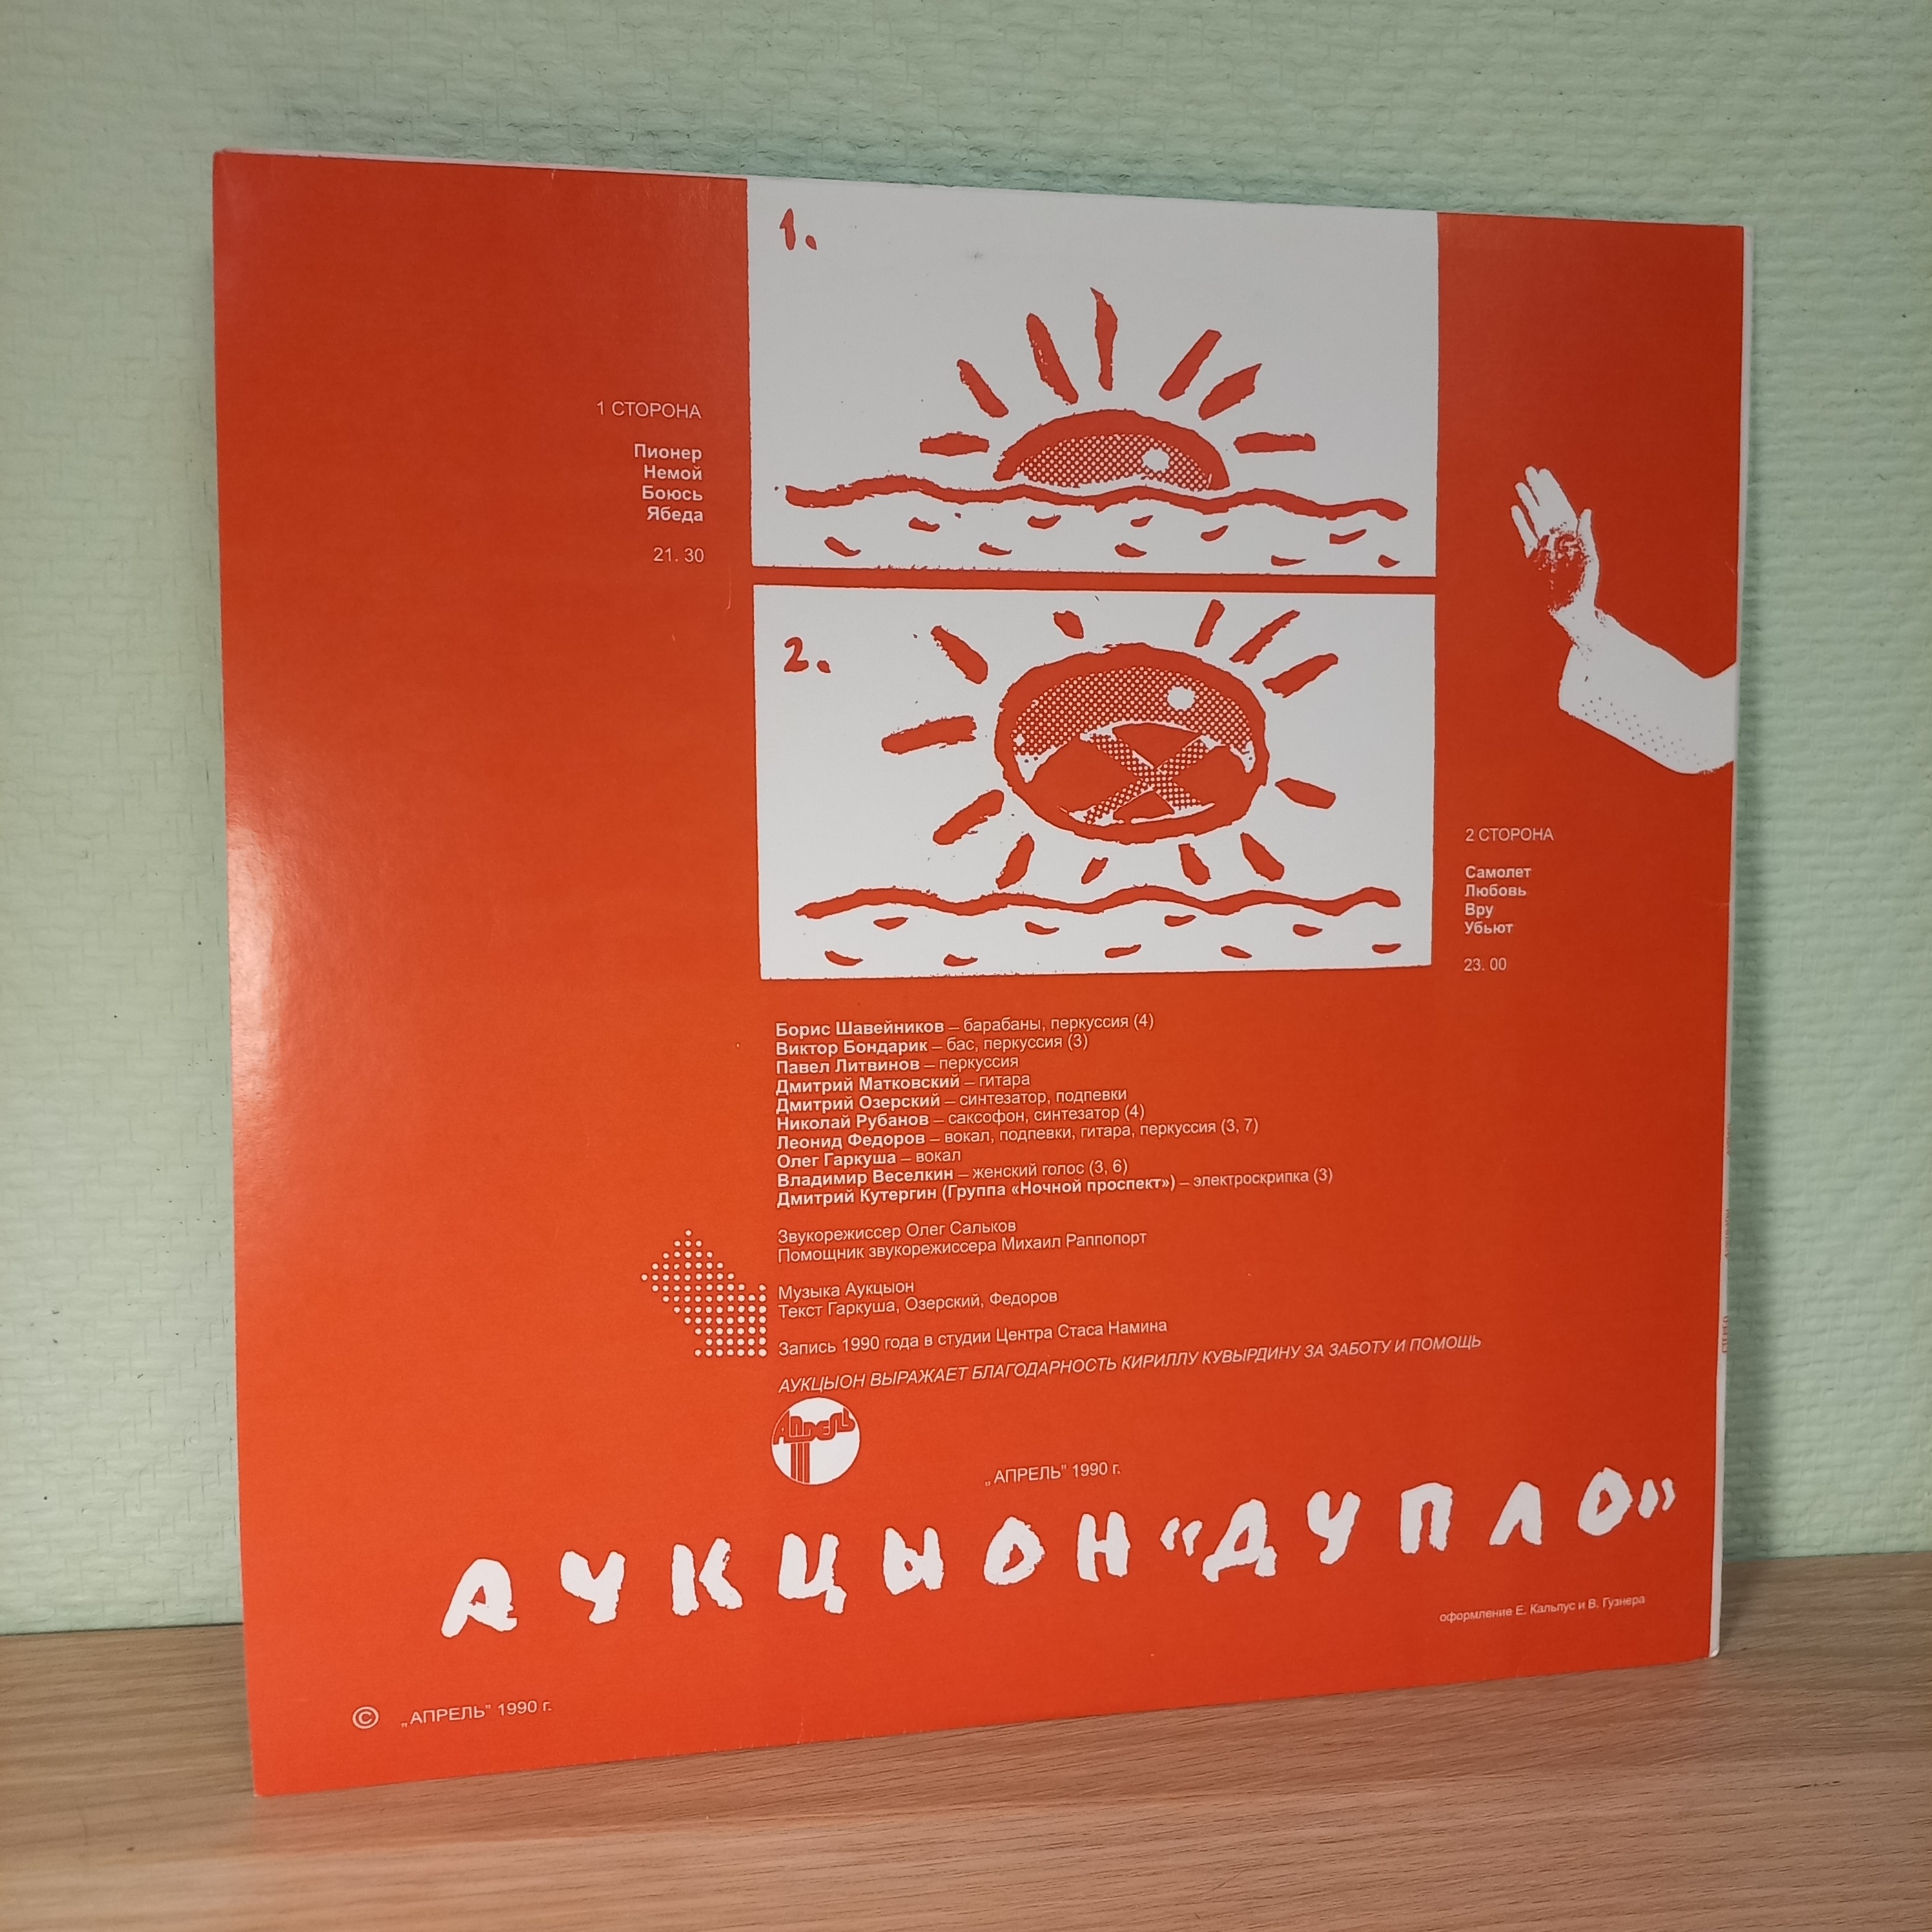 1.
1 СТОРОНА
Пионер
Немой
Боюсь
Ябеда
21. 30
2.
2 СТОРОНА
Самолет
Любовь
Вру
Убьют
23. 00
Борис Шавейников – барабаны, перкуссия (4)
Виктор Бондарик – бас, перкуссия (3)
Павел Литвинов – перкуссия
Дмитрий Матковский – гитара
Дмитрий Озерский – синтезатор, подпевки
Николай Рубанов – саксофон, синтезатор (4)
Леонид Федоров – вокал, подпевки, гитара, перкуссия (3, 7)
Олег Гаркуша – вокал
Владимир Веселкин – женский голос (3, 6)
Дмитрий Кутергин (Группа «Ночной проспект») – электроскрипка (3)
Звукорежиссер Олег Сальков
Помощник звукорежиссера Михаил Раппопорт
Музыка Аукцыон
Текст Гаркуша, Озерский, Федоров
Запись 1990 года в студии Центра Стаса Намина
АУКЦЫОН ВЫРАЖАЕТ БЛАГОДАРНОСТЬ КИРИЛЛУ КУВЫРДИНУ ЗА ЗАБОТУ И ПОМОЩЬ
АПРЕЛЬ
„АПРЕЛЬ" 1990 г.
АУКЦЫОН «ДУПЛО»
оформление Е. Кальпус и В. Гузнера
© „АПРЕЛЬ" 1990 г.